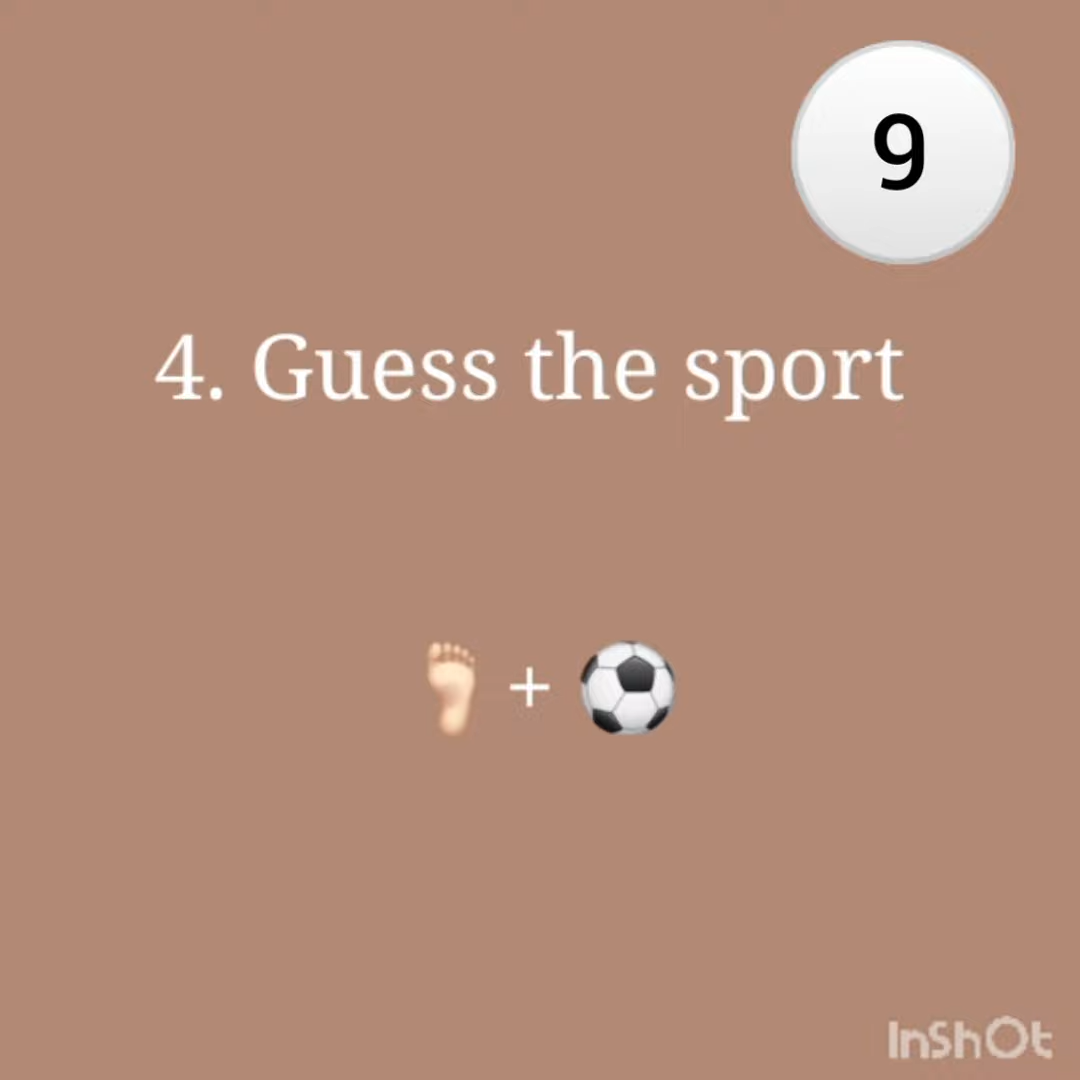 9
4. Guess the sport
🦶🏻 + ⚽
InShOt